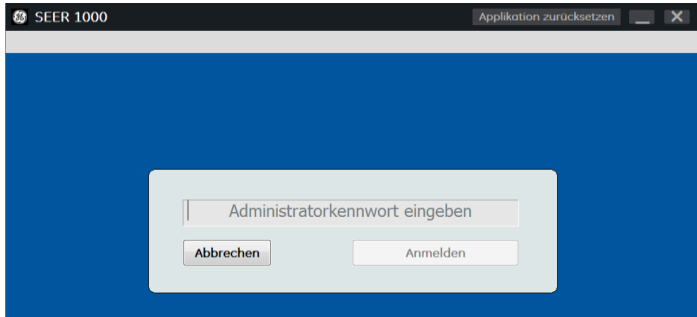 SEER 1000
Applikation zurücksetzen
Administratorkennwort eingeben
Abbrechen
Anmelden